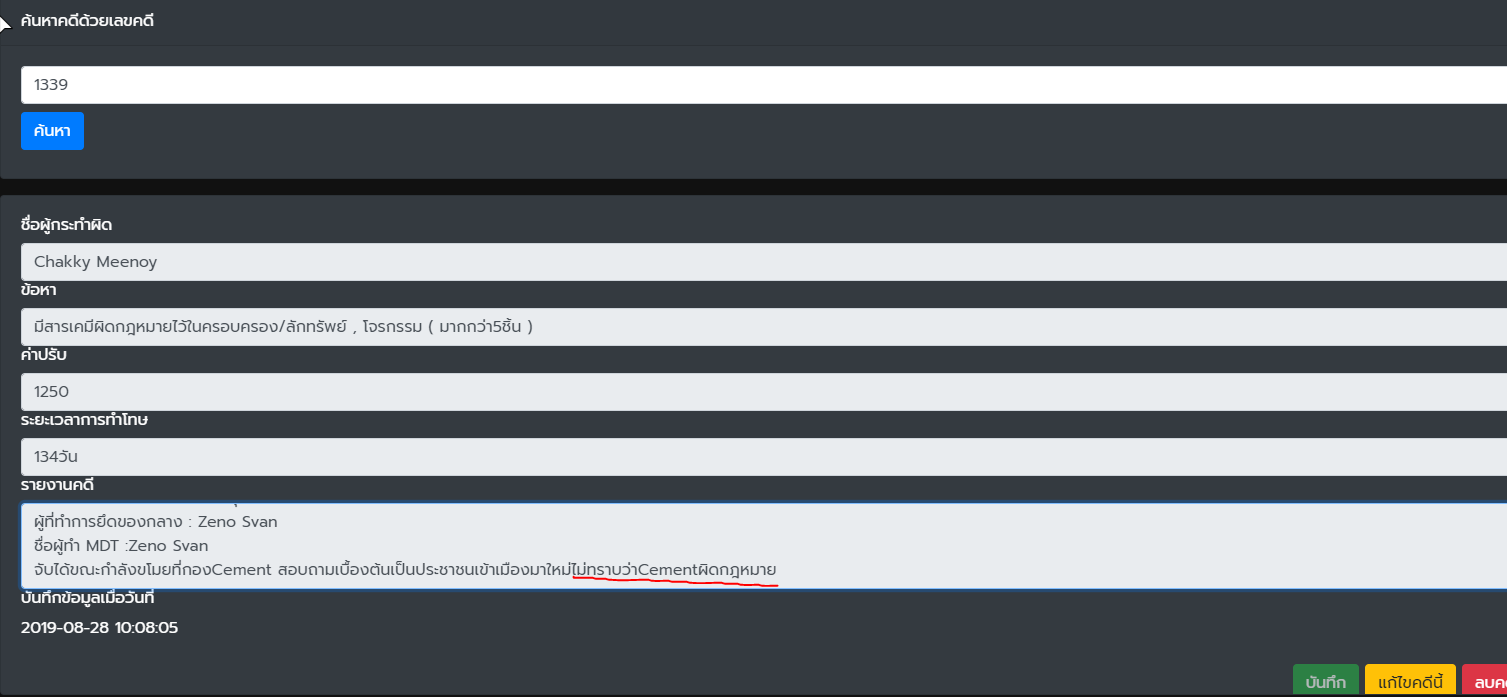 ค้นหาคดีด้วยเลขคดี
1339
ค้นหา
ชื่อผู้กระทำผิด
Chakky Meenoy
ข้อหา
มีสารเคมีผิดกฎหมายไว้ในครอบครอง/ลักทรัพย์ , โจรกรรม ( มากกว่า5ชิ้น )
ค่าปรับ
1250
ระยะเวลาการทำโทษ
134วัน
รายงานคดี
ผู้ที่ทำการยึดของกลาง : Zeno Svan
ชื่อผู้ทำ MDT :Zeno Svan
จับได้ขณะกำลังขโมยที่กองCement สอบถามเบื้องต้นเป็นประชาชนเข้าเมืองมาใหม่ไม่ทราบว่าCementผิดกฎหมาย
บันทึกข้อมูลเมื่อวันที่
2019-08-28 10:08:05
บันทึก แก้ไขคดีนี้